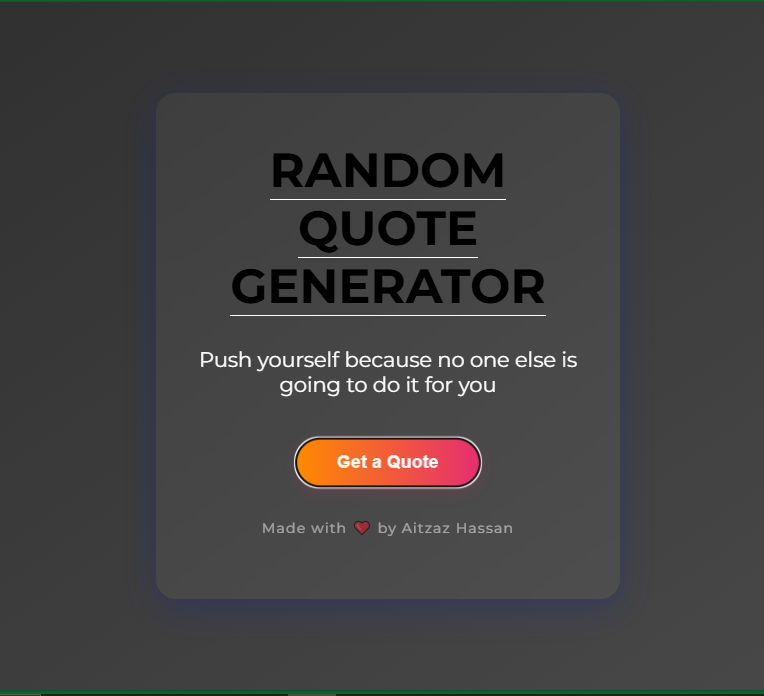 RANDOM
QUOTE
GENERATOR
Push yourself because no one else is
going to do it for you
Get a Quote
Made with ❤️ by Aitzaz Hassan